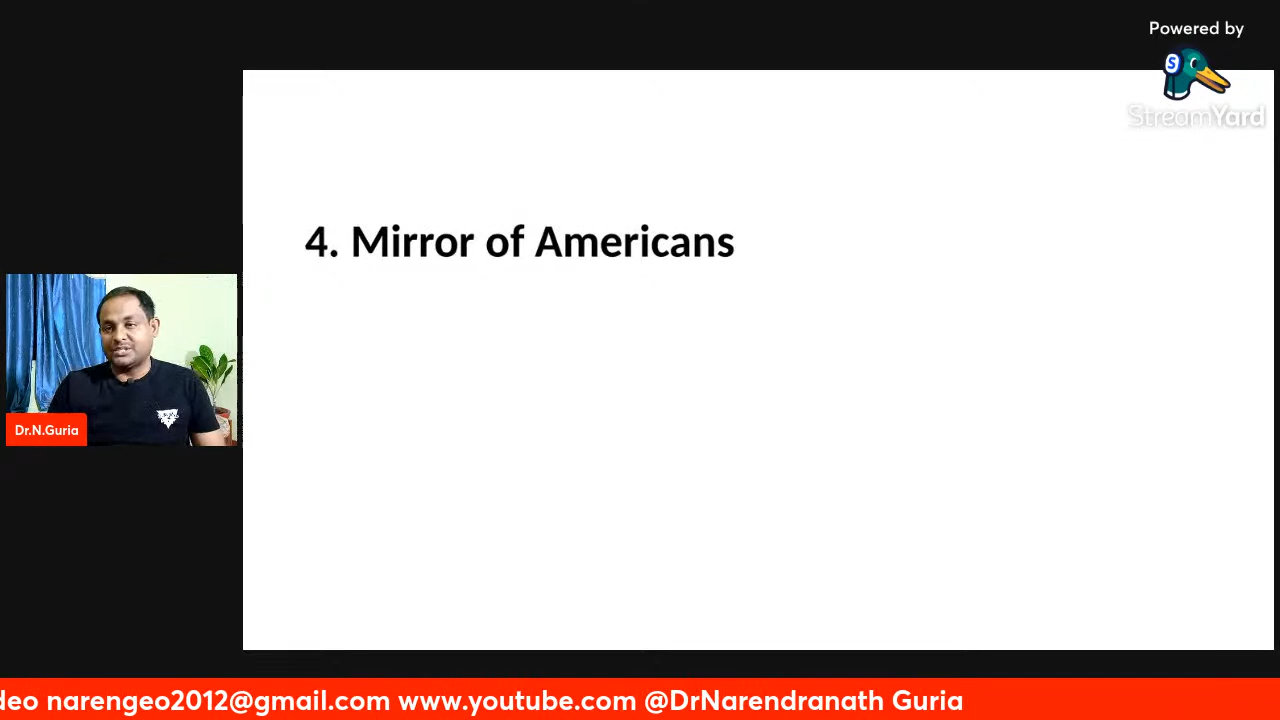 Powered by
StreamYard
4. Mirror of Americans
Dr.N.Guria
deo narengeo2012@gmail.com www.youtube.com @DrNarendranath Guria